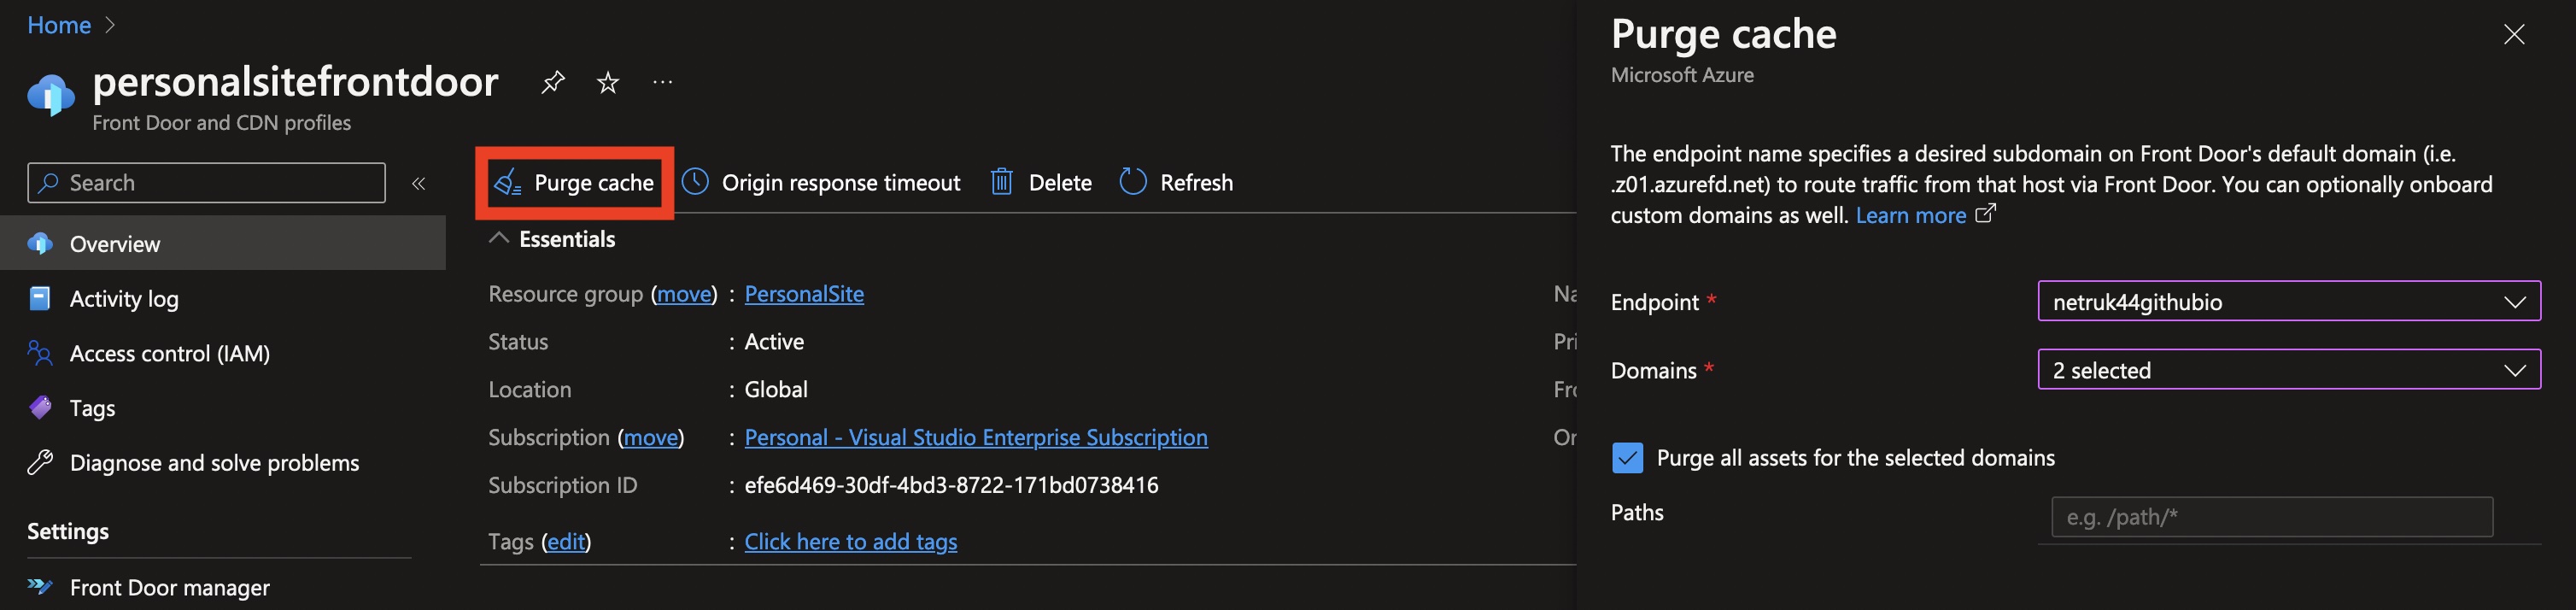 Home
personalsitefrontdoor
Front Door and CDN profiles
Search
Overview
Activity log
Access control (IAM)
Tags
Diagnose and solve problems
Settings
Front Door manager
Purge cache Origin response timeout Delete Refresh
Essentials
Resource group (move) : PersonalSite
Status : Active
Location : Global
Subscription (move) : Personal - Visual Studio Enterprise Subscription
Subscription ID : efe6d469-30df-4bd3-8722-171bd0738416
Tags (edit) : Click here to add tags
Na
Pri
Fro
Or
Purge cache
Microsoft Azure
The endpoint name specifies a desired subdomain on Front Door's default domain (i.e.
.z01.azurefd.net) to route traffic from that host via Front Door. You can optionally onboard
custom domains as well. Learn more
Endpoint * netruk44githubio
Domains * 2 selected
Purge all assets for the selected domains
Paths e.g. /path/*